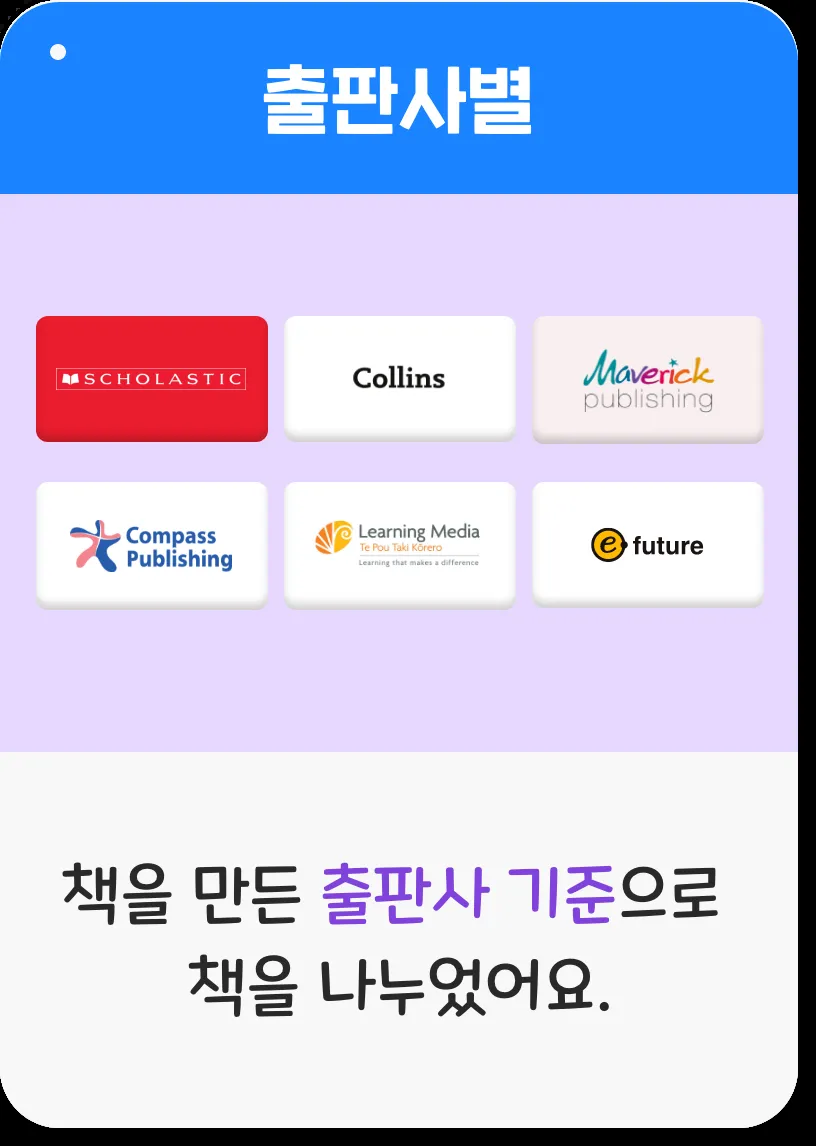 출판사별
SCHOLASTIC
Collins
Maverick
publishing
Compass
Publishing
Learning Media
Te Pou Taki Kōrero
Learning that makes a difference
e future
책을 만든 출판사 기준으로
책을 나누었어요.